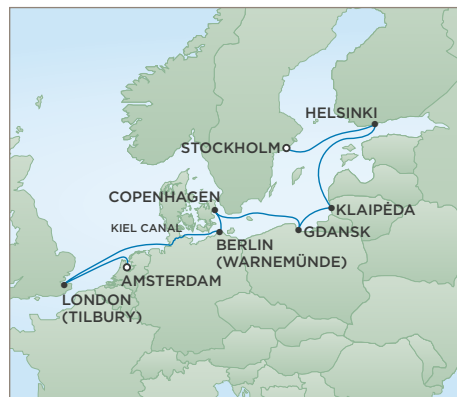 HELSINKI
STOCKHOLM
COPENHAGEN
KLAIPĖDA
KIEL CANAL
GDANSK
BERLIN
(WARNEMÜNDE)
AMSTERDAM
LONDON
(TILBURY)